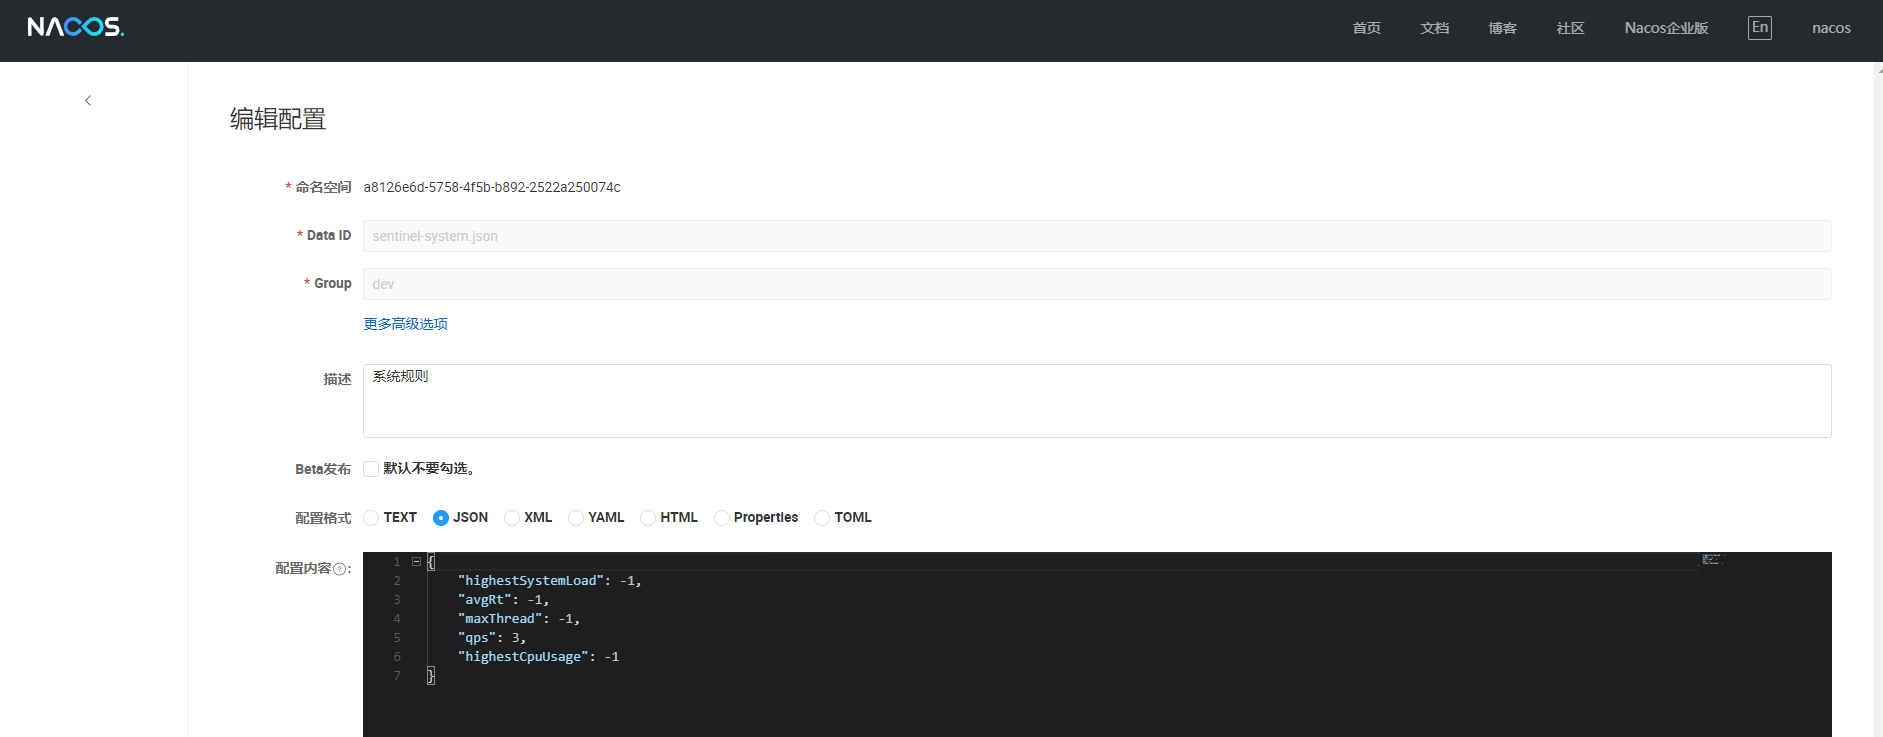 NACOS.
首页 文档 博客 社区 Nacos企业版 En nacos
编辑配置
* 命名空间 a8126e6d-5758-4f5b-b892-2522a250074c
* Data ID sentinel-system.json
* Group dev
更多高级选项
描述 系统规则
Beta发布 默认不要勾选。
配置格式 TEXT JSON XML YAML HTML Properties TOML
配置内容?: 1 {
2 "highestSystemLoad": -1,
3 "avgRt": -1,
4 "maxThread": -1,
5 "qps": 3,
6 "highestCpuUsage": -1
7 }